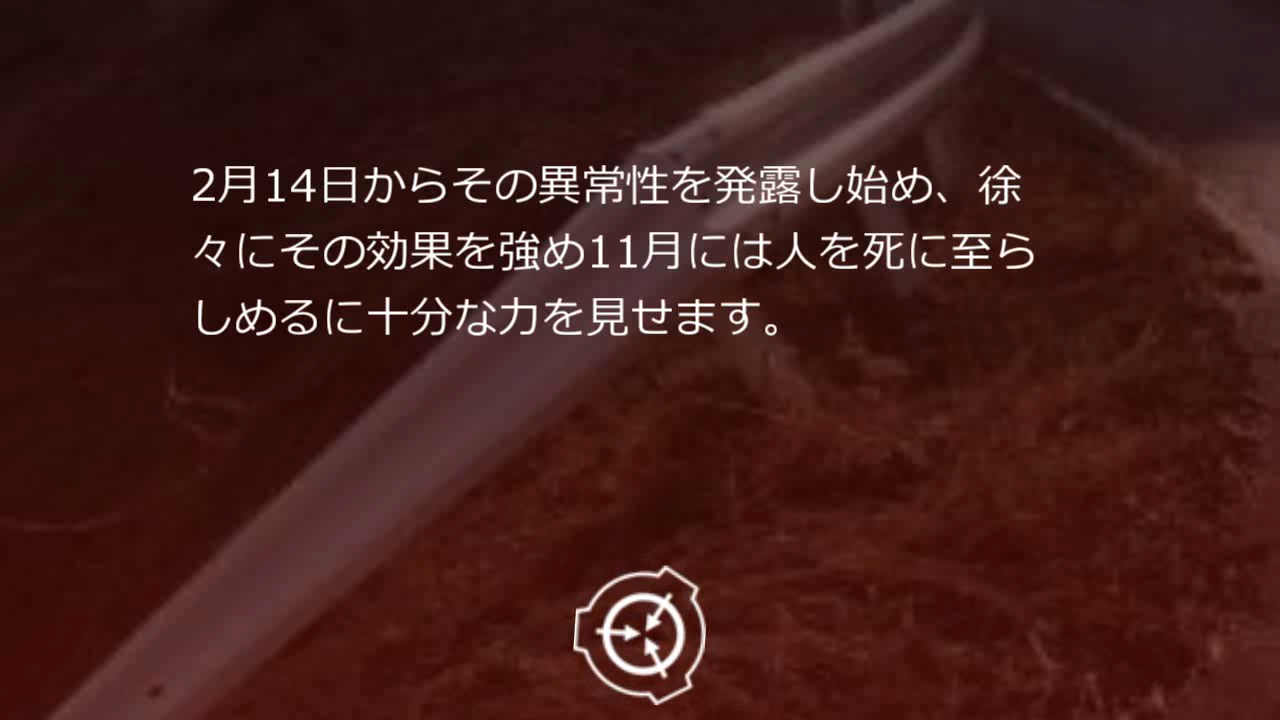 2月14日からその異常性を発露し始め、徐
々にその効果を強め11月には人を死に至ら
しめるに十分な力を見せます。